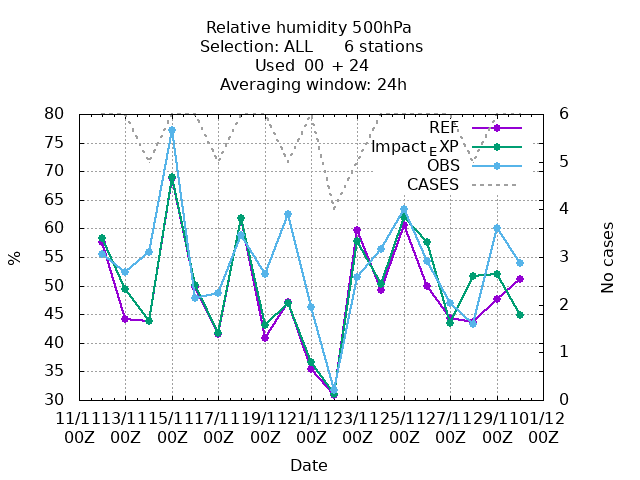 Relative humidity 500hPa
Selection: ALL 6 stations
Used 00 + 24
Averaging window: 24h
80
75
70
65
60
55
50
45
40
35
30
%
6
5
4
3
2
1
0
No cases
REF
Impact_EXP
OBS
CASES
11/11 13/11 15/11 17/11 19/11 21/11 23/11 25/11 27/11 29/11 01/12
00Z 00Z 00Z 00Z 00Z 00Z 00Z 00Z 00Z 00Z 00Z
Date